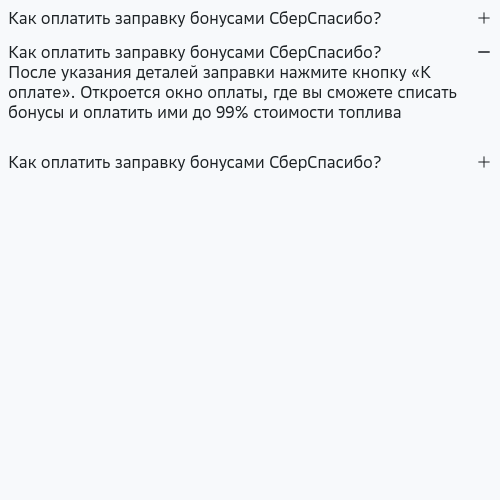 Как оплатить заправку бонусами СберСпасибо?
Как оплатить заправку бонусами СберСпасибо?
После указания деталей заправки нажмите кнопку «К
оплате». Откроется окно оплаты, где вы сможете списать
бонусы и оплатить ими до 99% стоимости топлива
Как оплатить заправку бонусами СберСпасибо?